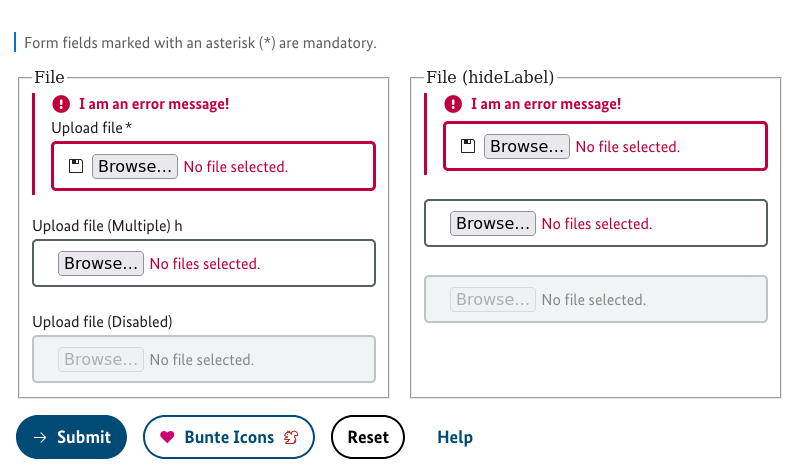 Form fields marked with an asterisk (*) are mandatory.
File
I am an error message!
Upload file*
Browse... No file selected.
Upload file (Multiple) h
Browse... No files selected.
Upload file (Disabled)
Browse... No file selected.
File (hideLabel)
I am an error message!
Browse... No file selected.
Browse... No files selected.
Browse... No file selected.
Submit
Bunte Icons
Reset
Help